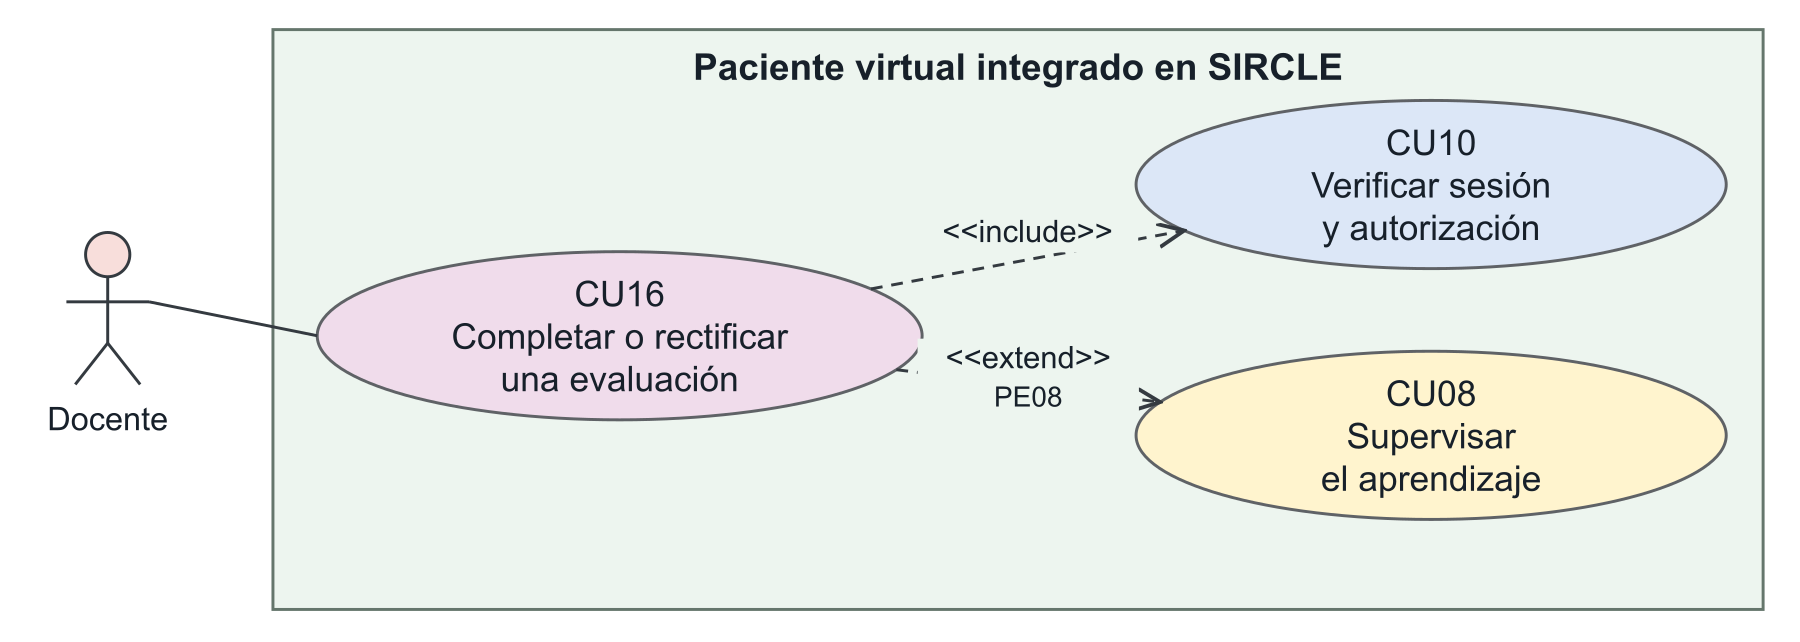 Paciente virtual integrado en SIRCLE
CU10
Verificar sesión
y autorización
<<include>>
CU16
Completar o rectificar
una evaluación
<<extend>>
PE08
CU08
Supervisar
el aprendizaje
Docente